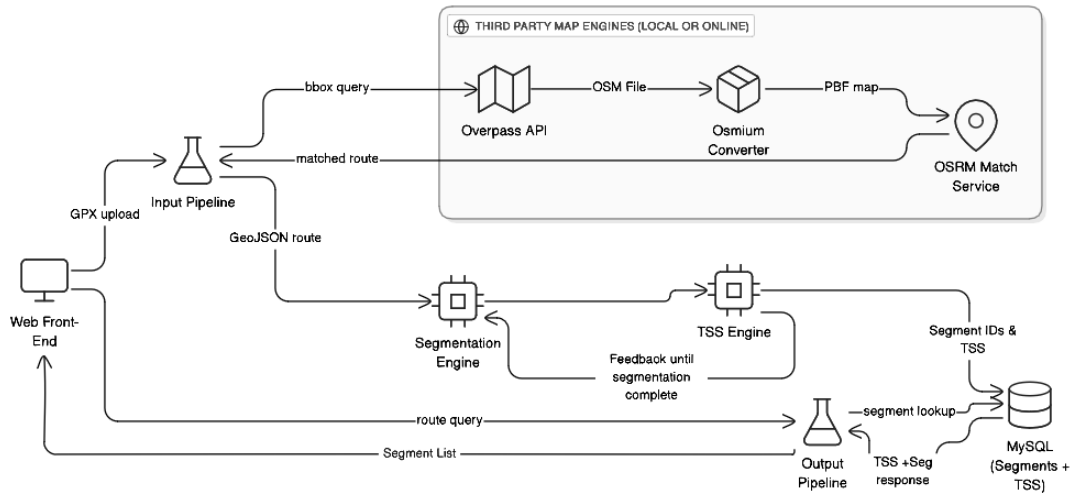 THIRD PARTY MAP ENGINES (LOCAL OR ONLINE)
bbox query
OSM File
PBF map
Overpass API
Osmium
Converter
matched route
OSRM Match
Service
Input Pipeline
GPX upload
GeoJSON route
Web Front-
End
Segmentation
Engine
TSS Engine
Feedback until
segmentation
complete
Segment IDs &
TSS
route query
segment lookup
Segment List
Output
Pipeline
TSS +Seg
response
MySQL
(Segments +
TSS)